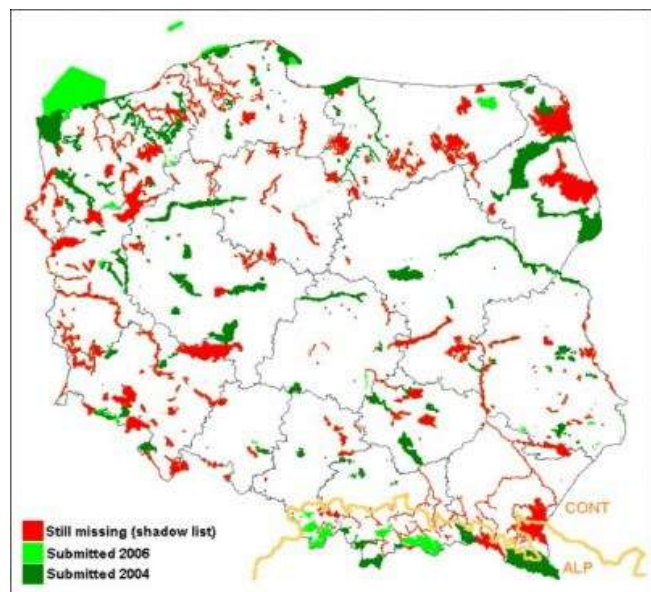 CONT
ALP
Still missing (shadow list)
Submitted 2006
Submitted 2004